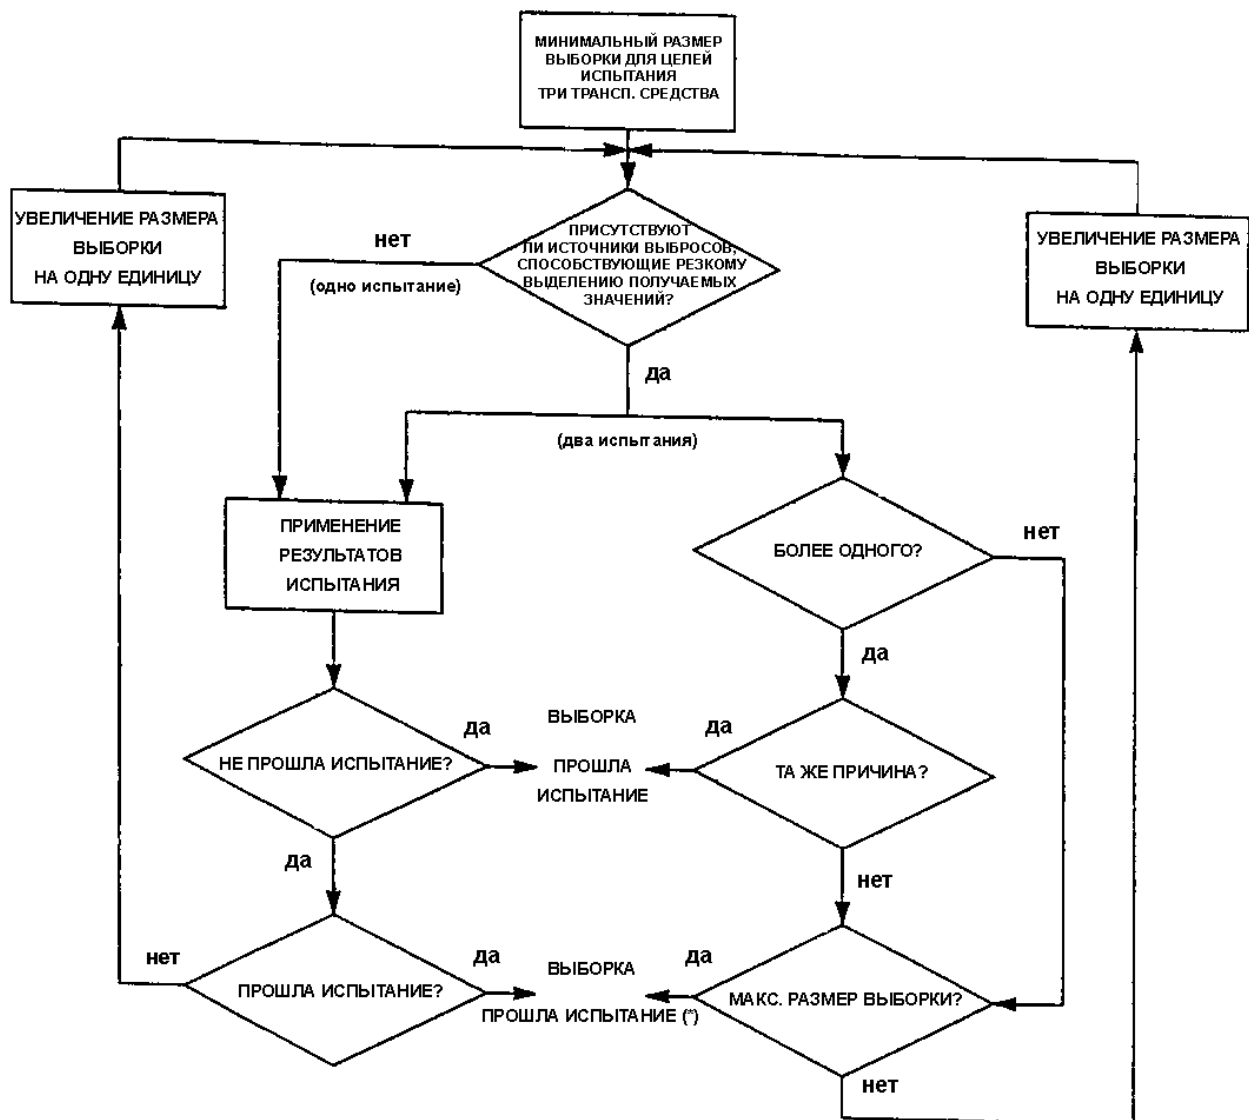 МИНИМАЛЬНЫЙ РАЗМЕР
ВЫБОРКИ ДЛЯ ЦЕЛЕЙ
ИСПЫТАНИЯ
ТРИ ТРАНСП. СРЕДСТВА
УВЕЛИЧЕНИЕ РАЗМЕРА
ВЫБОРКИ
НА ОДНУ ЕДИНИЦУ
ПРИСУТСТВУЮТ
ЛИ ИСТОЧНИКИ ВЫБРОСОВ,
СПОСОБСТВУЮЩИЕ РЕЗКОМУ
ВЫДЕЛЕНИЮ ПОЛУЧАЕМЫХ
ЗНАЧЕНИЙ?
УВЕЛИЧЕНИЕ РАЗМЕРА
ВЫБОРКИ
НА ОДНУ ЕДИНИЦУ
нет
(одно испытание)
да
(два испытания)
ПРИМЕНЕНИЕ
РЕЗУЛЬТАТОВ
ИСПЫТАНИЯ
БОЛЕЕ ОДНОГО?
нет
да
НЕ ПРОШЛА ИСПЫТАНИЕ?
да
ВЫБОРКА
ПРОШЛА
ИСПЫТАНИЕ
да
ТА ЖЕ ПРИЧИНА?
да
нет
нет
ПРОШЛА ИСПЫТАНИЕ?
да
ВЫБОРКА
ПРОШЛА ИСПЫТАНИЕ (*)
да
МАКС. РАЗМЕР ВЫБОРКИ?
нет